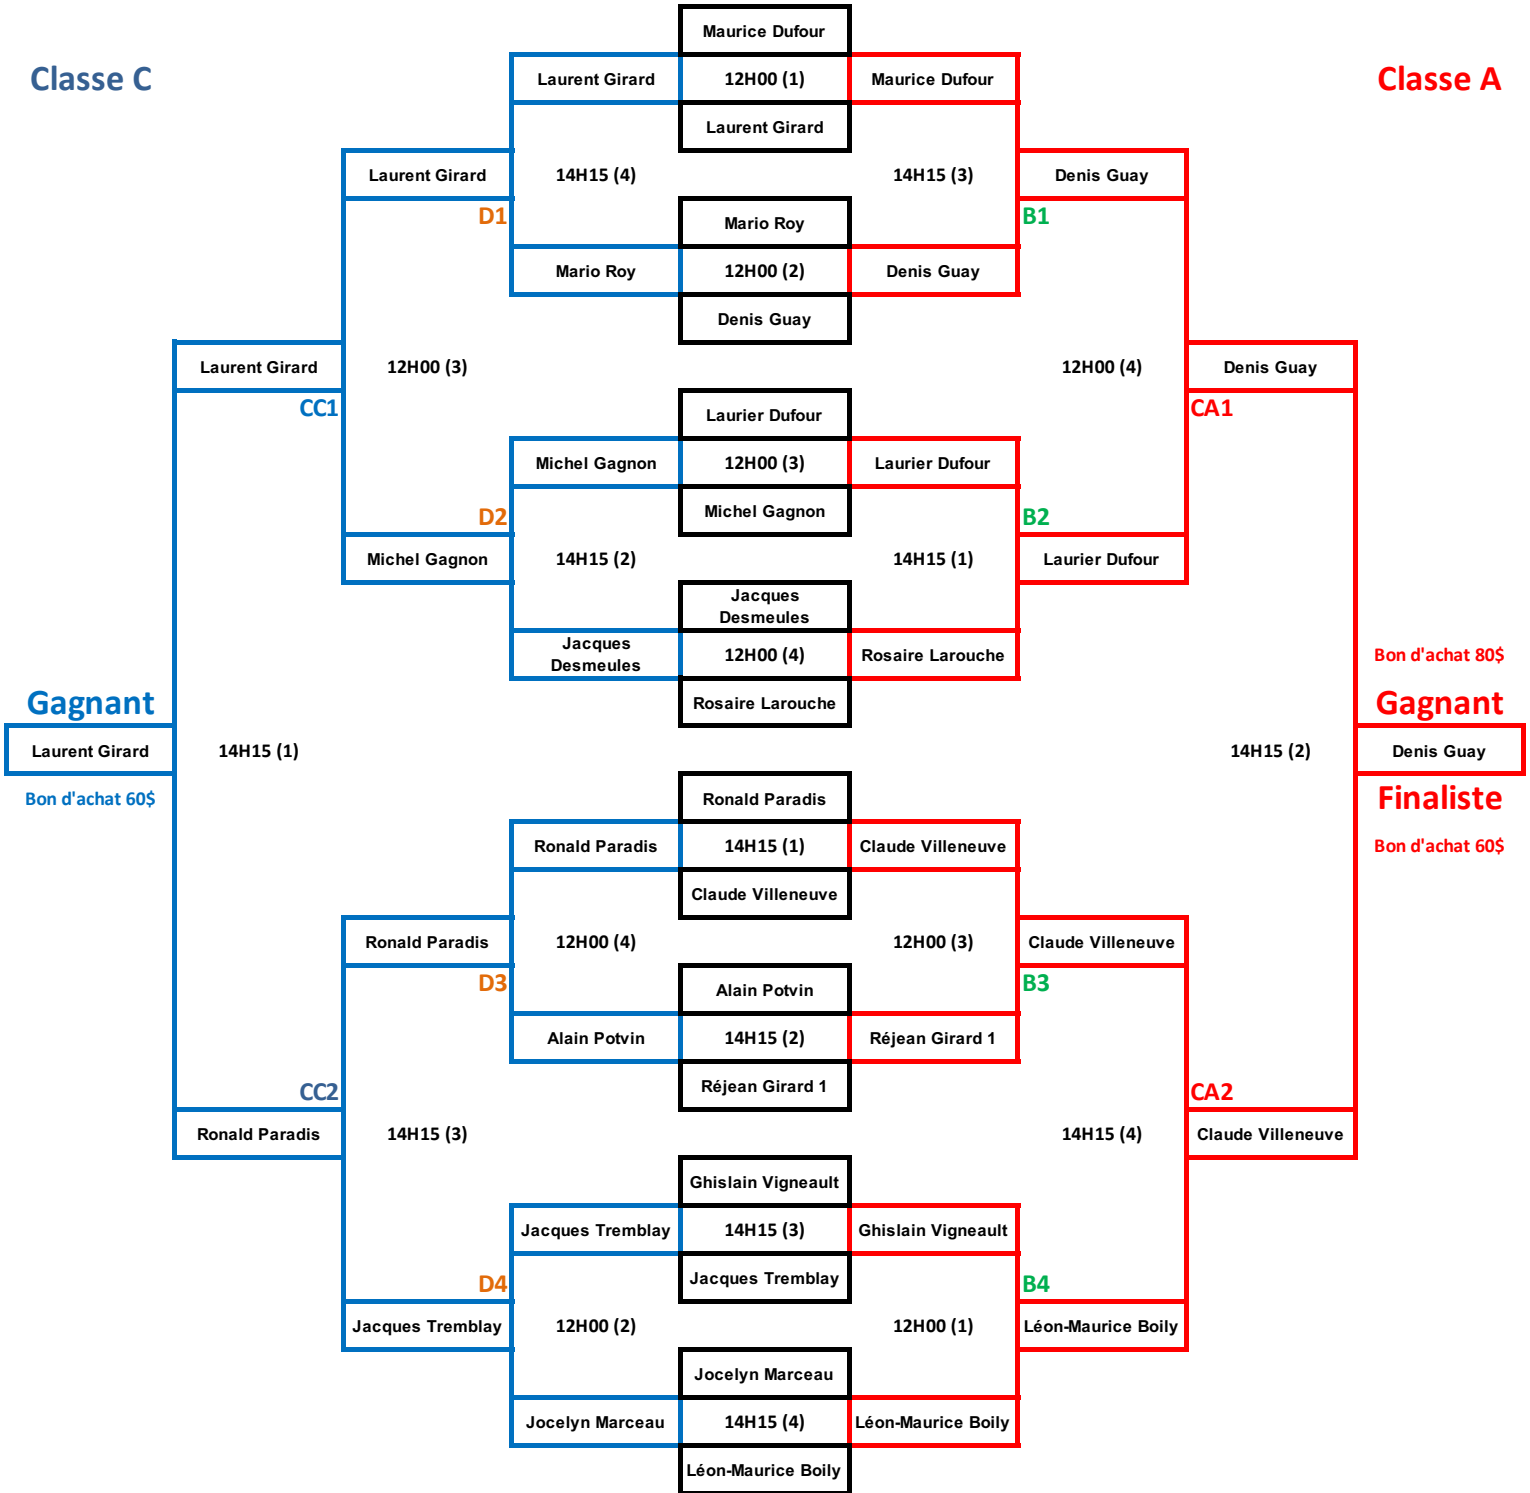 Maurice Dufour
Classe C
Laurent Girard
12H00 (1)
Maurice Dufour
Classe A
Laurent Girard
Laurent Girard
14H15 (4)
14H15 (3)
Denis Guay
D1
Mario Roy
B1
Mario Roy
12H00 (2)
Denis Guay
Denis Guay
Laurent Girard
12H00 (3)
12H00 (4)
Denis Guay
CC1
Laurier Dufour
CA1
Michel Gagnon
12H00 (3)
Laurier Dufour
D2
Michel Gagnon
B2
Michel Gagnon
14H15 (2)
14H15 (1)
Laurier Dufour
Jacques
Desmeules
Jacques
Desmeules
12H00 (4)
Rosaire Larouche
Bon d'achat 80$
Gagnant
Rosaire Larouche
Gagnant
Laurent Girard
14H15 (1)
14H15 (2)
Denis Guay
Bon d'achat 60$
Ronald Paradis
Finaliste
Ronald Paradis
14H15 (1)
Claude Villeneuve
Bon d'achat 60$
Claude Villeneuve
Ronald Paradis
12H00 (4)
12H00 (3)
Claude Villeneuve
D3
Alain Potvin
B3
Alain Potvin
14H15 (2)
Réjean Girard 1
CC2
Réjean Girard 1
CA2
Ronald Paradis
14H15 (3)
14H15 (4)
Claude Villeneuve
Ghislain Vigneault
Jacques Tremblay
14H15 (3)
Ghislain Vigneault
D4
Jacques Tremblay
B4
Jacques Tremblay
12H00 (2)
12H00 (1)
Léon-Maurice Boily
Jocelyn Marceau
Jocelyn Marceau
14H15 (4)
Léon-Maurice Boily
Léon-Maurice Boily